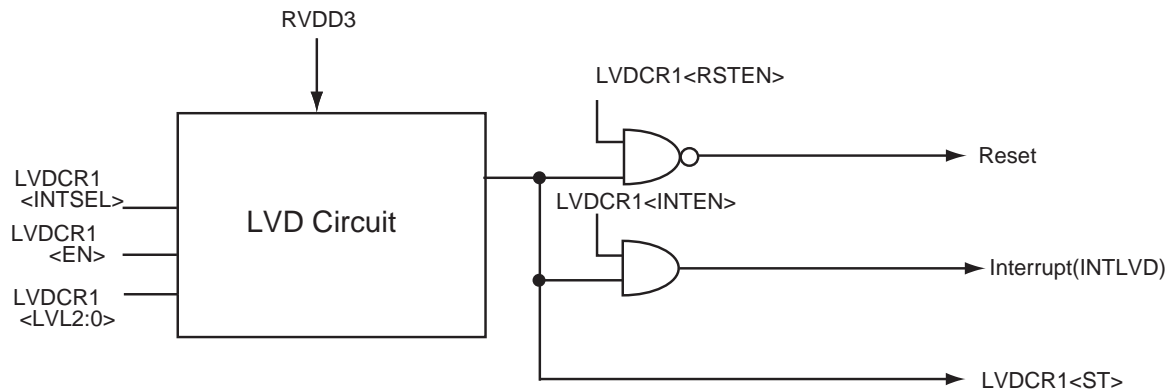 RVDD3
LVDCR1<RSTEN>
Reset
LVDCR1
<INTSEL>
LVDCR1<INTEN>
LVD Circuit
LVDCR1
<EN>
Interrupt(INTLVD)
LVDCR1
<LVL2:0>
LVDCR1<ST>